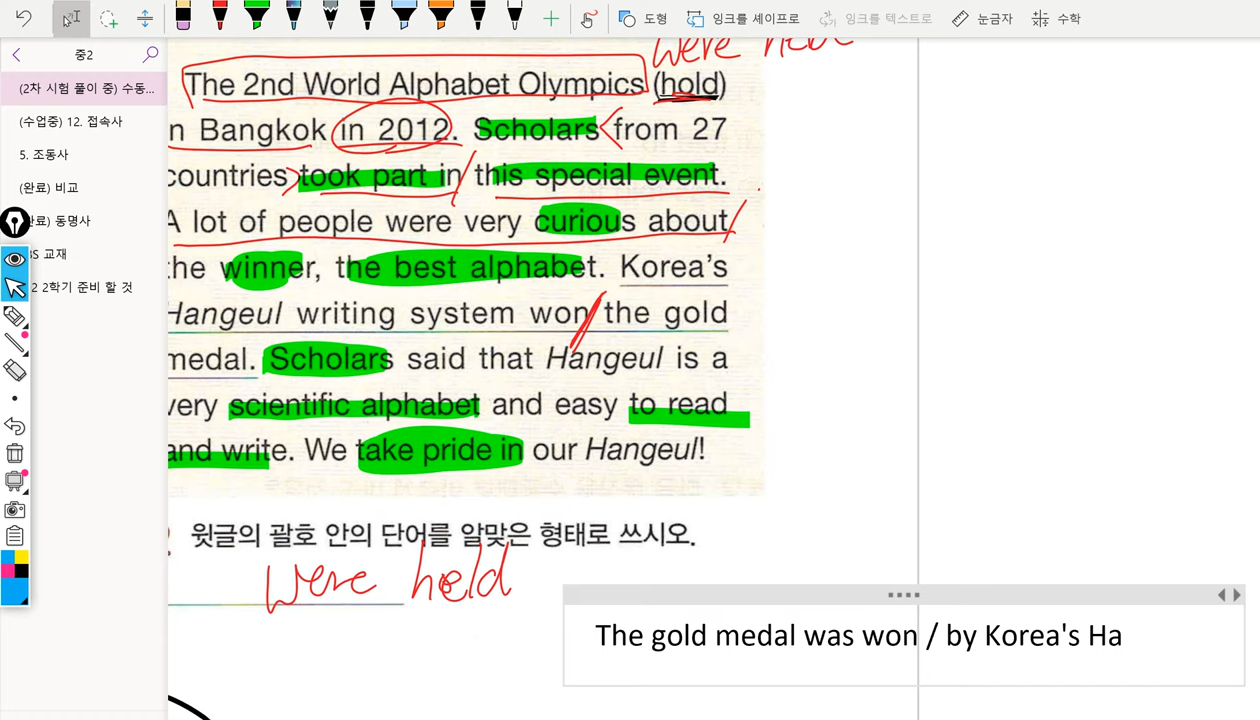 도형
잉크를 셰이프로
잉크를 텍스트로
눈금자
수학
중2
(2차 시험 풀이 중) 수동...
(수업중) 12. 접속사
5. 조동사
(완료) 비교
완료) 동명사
BS 교재
2 2학기 준비 할 것
were held
The 2nd World Alphabet Olympics (hold)
n Bangkok in 2012. Scholars from 27
countries took part in this special event.
A lot of people were very curious about
the winner, the best alphabet. Korea's
Hangeul writing system won the gold
medal. Scholars said that Hangeul is a
very scientific alphabet and easy to read
and write. We take pride in our Hangeul!
윗글의 괄호 안의 단어를 알맞은 형태로 쓰시오.
were held
The gold medal was won / by Korea's Ha